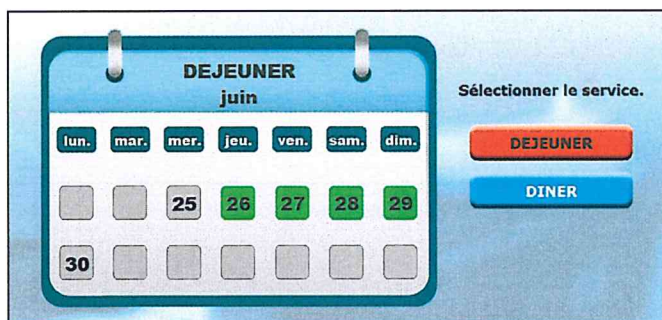 DEJEUNER
juin
lun. mar. mer. jeu. ven. sam. dim.
25 26 27 28 29
30
Sélectionner le service.
DEJEUNER
DINER